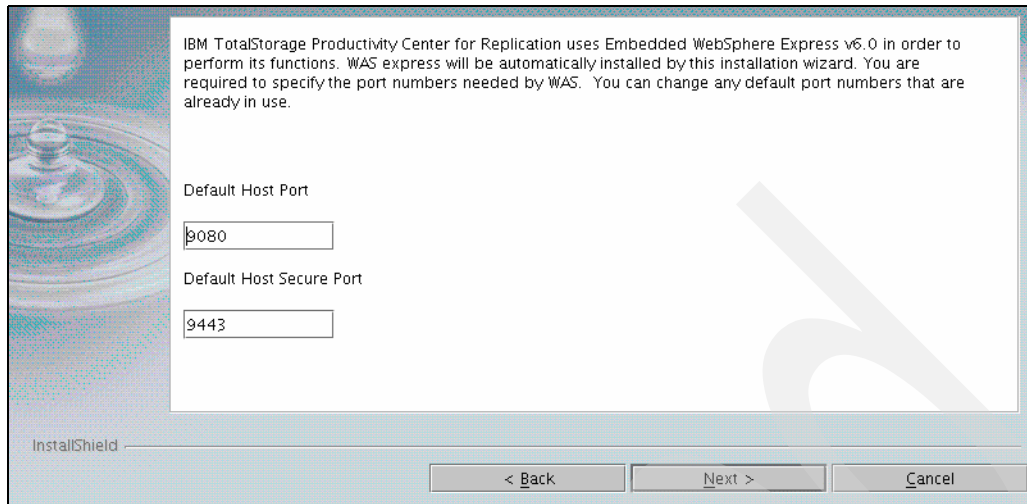 IBM TotalStorage Productivity Center for Replication uses Embedded WebSphere Express v6.0 in order to
perform its functions. WAS express will be automatically installed by this installation wizard. You are
required to specify the port numbers needed by WAS. You can change any default port numbers that are
already in use.
Default Host Port
9080
Default Host Secure Port
9443
InstallShield
< Back
Next >
Cancel